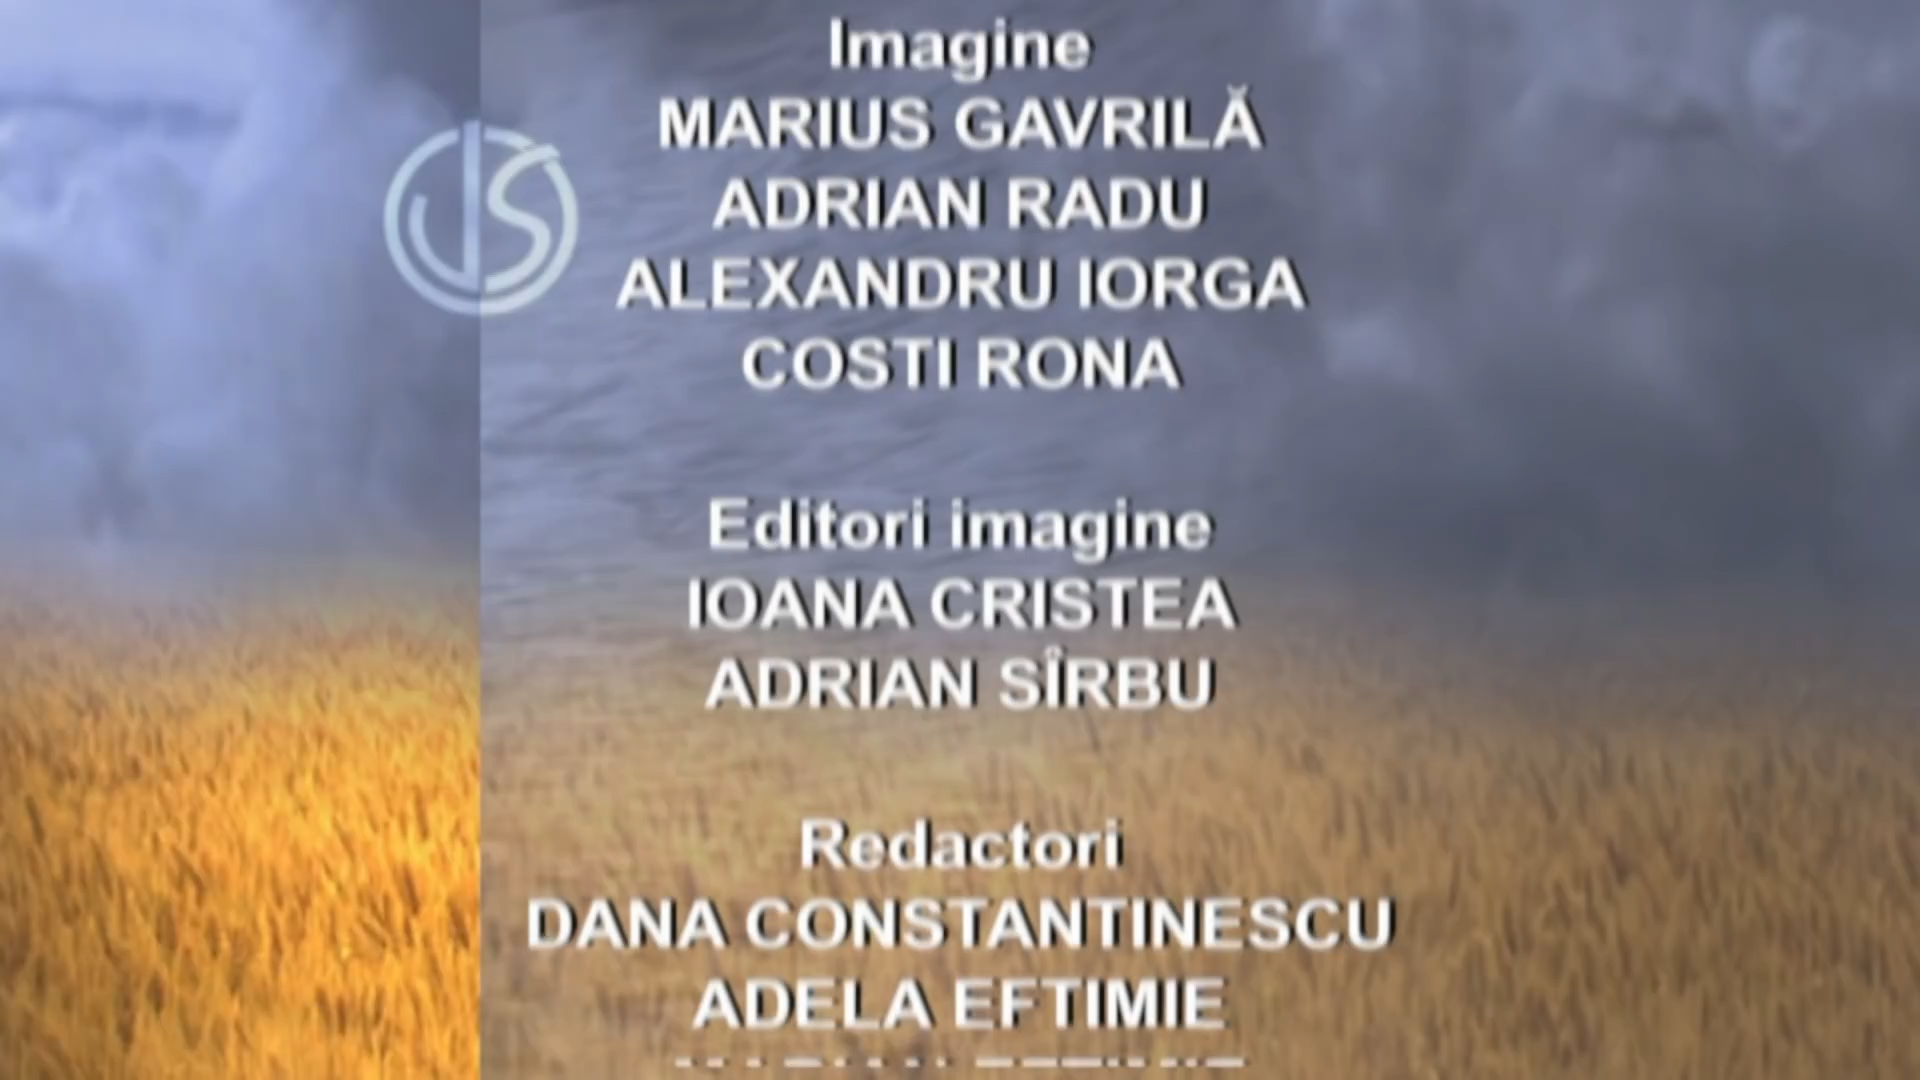 Imagine
MARIUS GAVRILĂ
ADRIAN RADU
ALEXANDRU IORGA
COSTI RONA
Editori imagine
IOANA CRISTEA
ADRIAN SÎRBU
Redactori
DANA CONSTANTINESCU
ADELA EFTIMIE